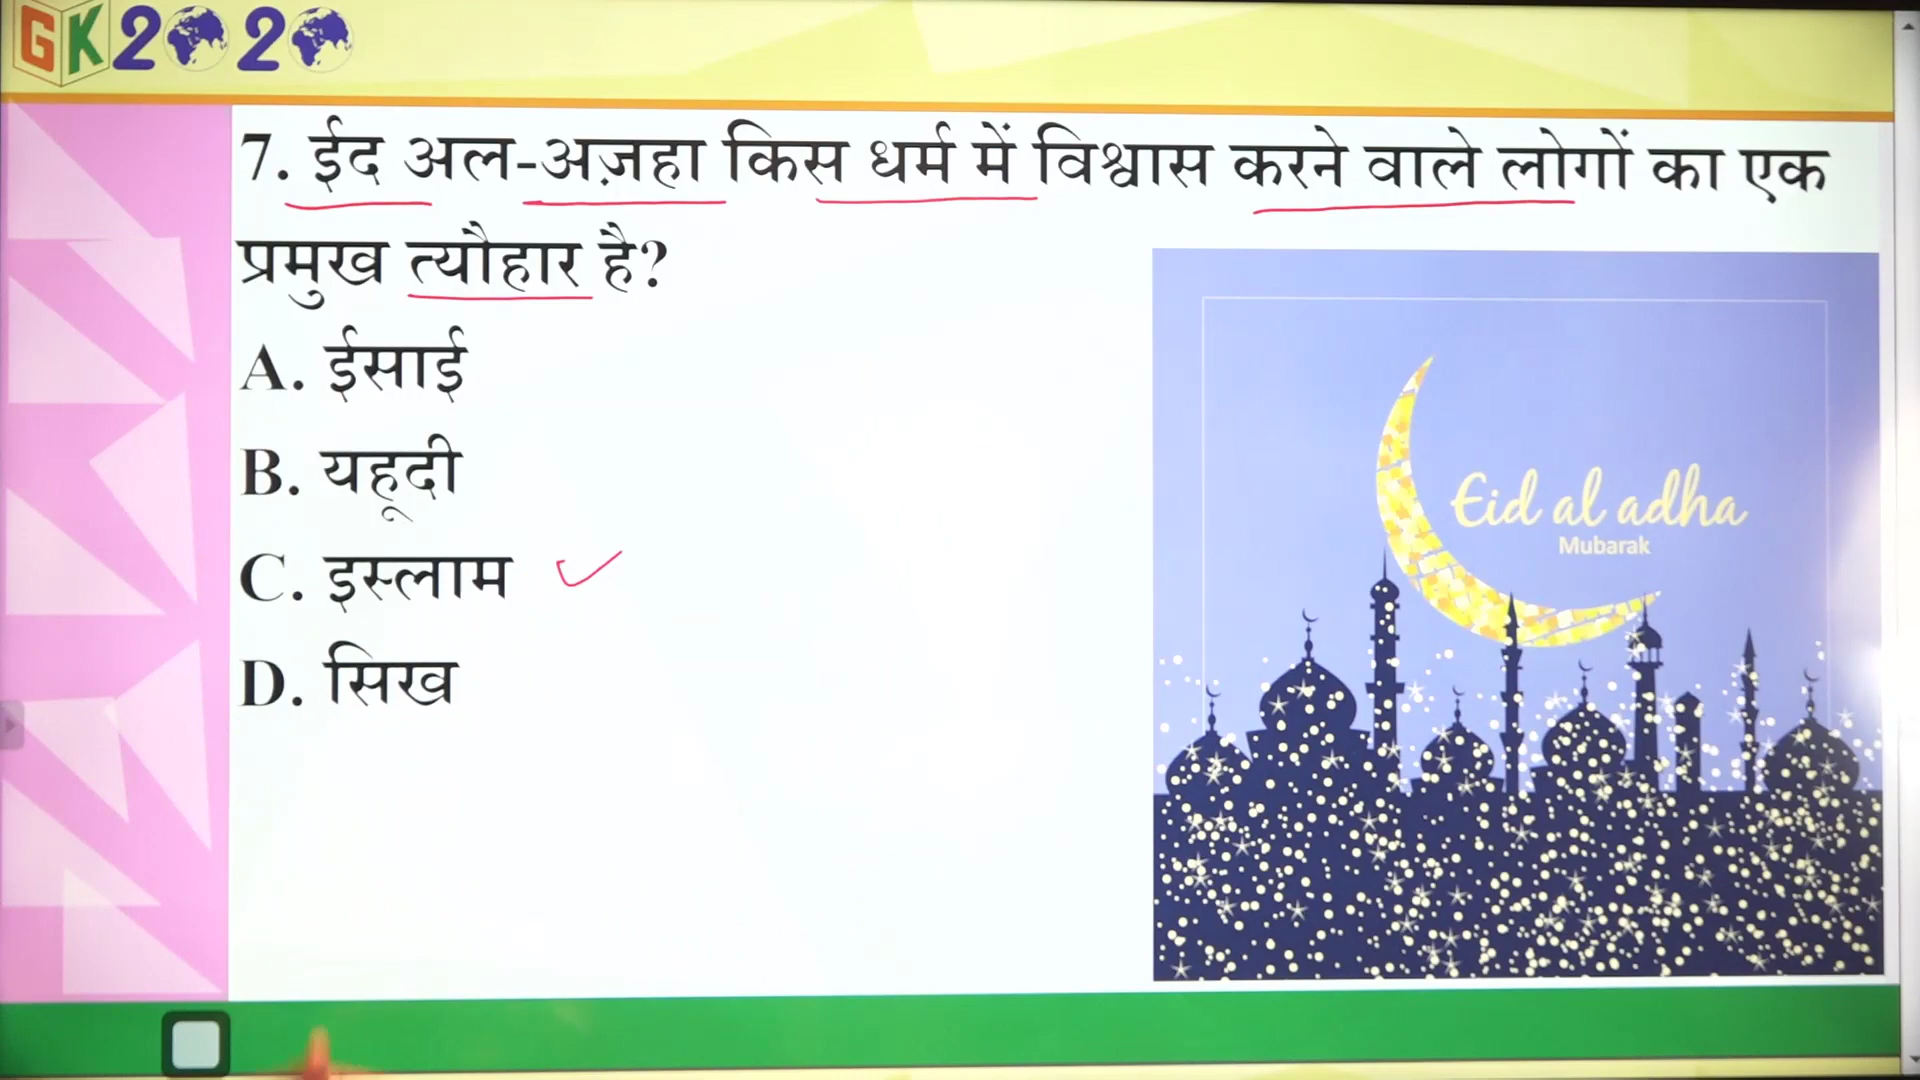 GK2020
7. ईद अल-अज़हा किस धर्म में विश्वास करने वाले लोगों का एक
प्रमुख त्यौहार है?
A. ईसाई
B. यहूदी
C. इस्लाम
D. सिख
Eid al adha
Mubarak